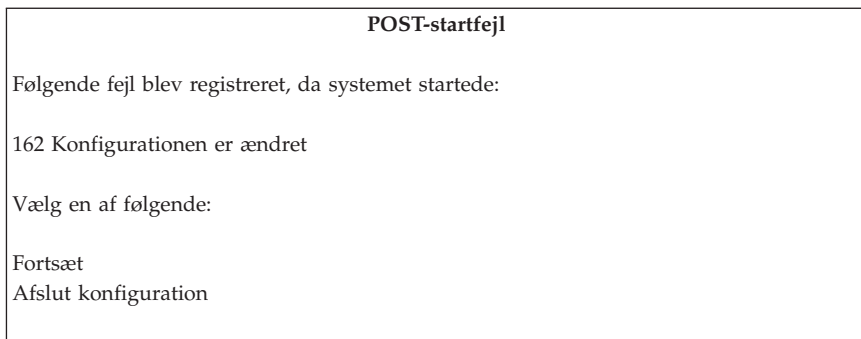 POST-startfejl
Følgende fejl blev registreret, da systemet startede:
162 Konfigurationen er ændret
Vælg en af følgende:
Fortsæt
Afslut konfiguration